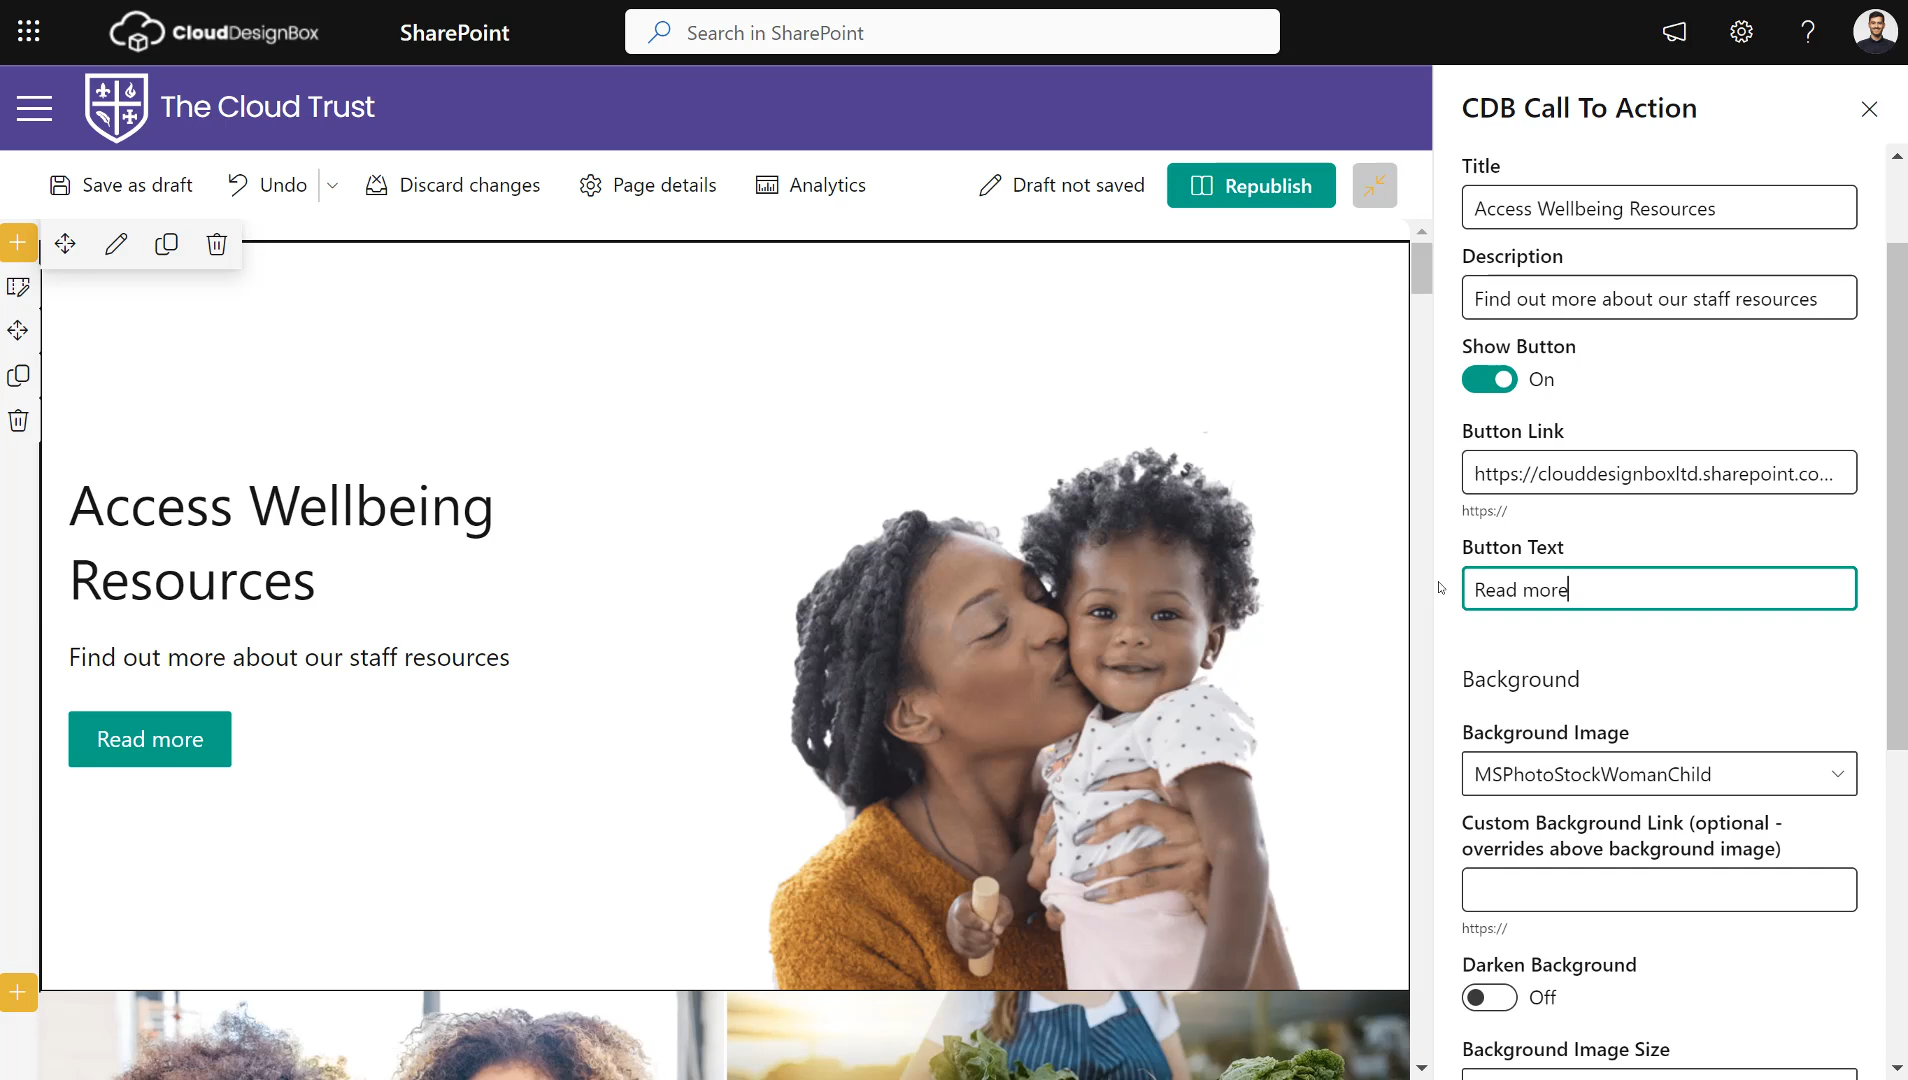 CloudDesignBox
SharePoint
Search in SharePoint
The Cloud Trust
Save as draft
Undo
Discard changes
Page details
Analytics
Draft not saved
Republish
Access Wellbeing
Resources
Find out more about our staff resources
Read more
CDB Call To Action
Title
Access Wellbeing Resources
Description
Find out more about our staff resources
Show Button
On
Button Link
https://clouddesignboxltd.sharepoint.co...
https://
Button Text
Read more
Background
Background Image
MSPhotoStockWomanChild
Custom Background Link (optional -
overrides above background image)
https://
Darken Background
Off
Background Image Size